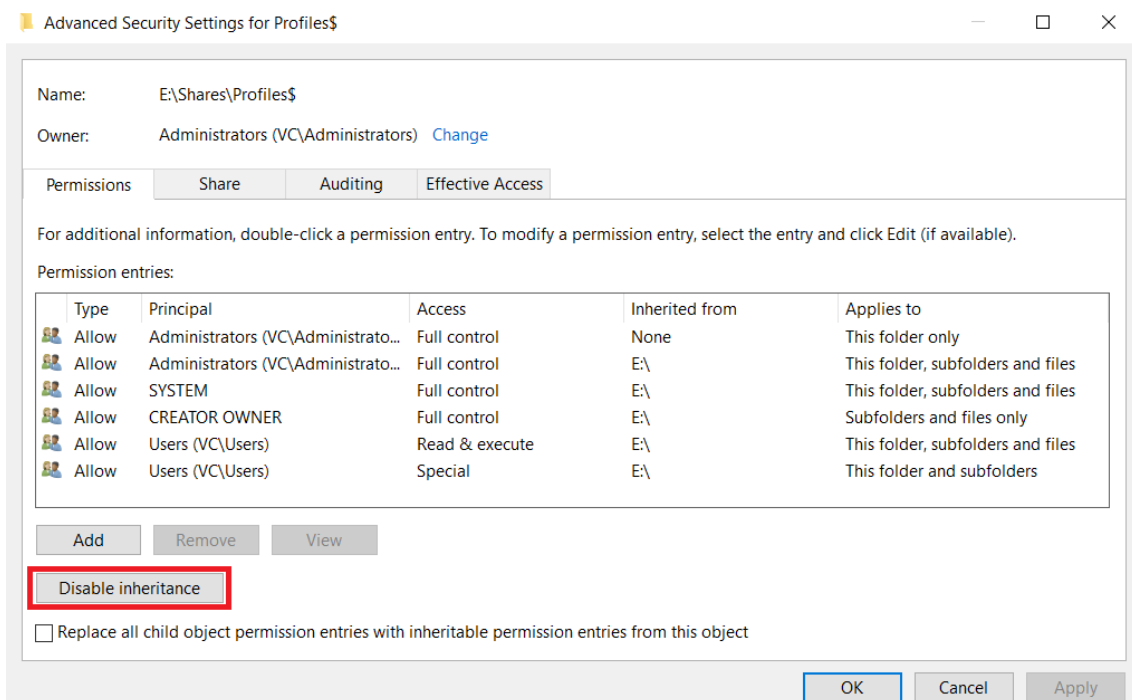 Advanced Security Settings for Profiles$
Name: E:\Shares\Profiles$
Owner: Administrators (VC\Administrators) Change
Permissions Share Auditing Effective Access
For additional information, double-click a permission entry. To modify a permission entry, select the entry and click Edit (if available).
Permission entries:
Type Principal Access Inherited from Applies to
Allow Administrators (VC\Administrato... Full control None This folder only
Allow Administrators (VC\Administrato... Full control E:\ This folder, subfolders and files
Allow SYSTEM Full control E:\ This folder, subfolders and files
Allow CREATOR OWNER Full control E:\ Subfolders and files only
Allow Users (VC\Users) Read & execute E:\ This folder, subfolders and files
Allow Users (VC\Users) Special E:\ This folder and subfolders
Add Remove View
Disable inheritance
Replace all child object permission entries with inheritable permission entries from this object
OK Cancel Apply